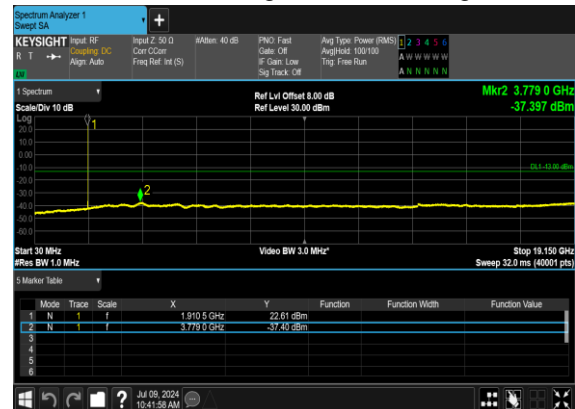 Spectrum Analyzer 1
Swept SA
+
KEYSIGHT Input: RF Input Z: 50 Ω #Atten: 40 dB PNO: Fast Avg Type: Power (RMS) 1 2 3 4 5 6
R T Coupling: DC Corr CCorr Gate: Off Avg|Hold: 100/100 A W W W W W
Align: Auto Freq Ref: Int (S) IF Gain: Low Trig: Free Run
Sig Track: Off A N N N N N
LXI
1 Spectrum Ref Lvl Offset 8.00 dB Mkr2 3.779 0 GHz
Scale/Div 10 dB Ref Level 30.00 dBm -37.397 dBm
Log
20.0
10.0
0.00
-10.0
-20.0
-30.0
-40.0
-50.0
-60.0
1
2
CL1 -13.00 dBm
Start 30 MHz Video BW 3.0 MHz* Stop 19.150 GHz
#Res BW 1.0 MHz Sweep 32.0 ms (40001 pts)
5 Marker Table
Mode Trace Scale X Y Function Function Width Function Value
1 N 1 f 1.910 5 GHz 22.61 dBm
2 N 1 f 3.779 0 GHz -37.40 dBm
3
4
5
6
? Jul 09, 2024
10:41:58 AM